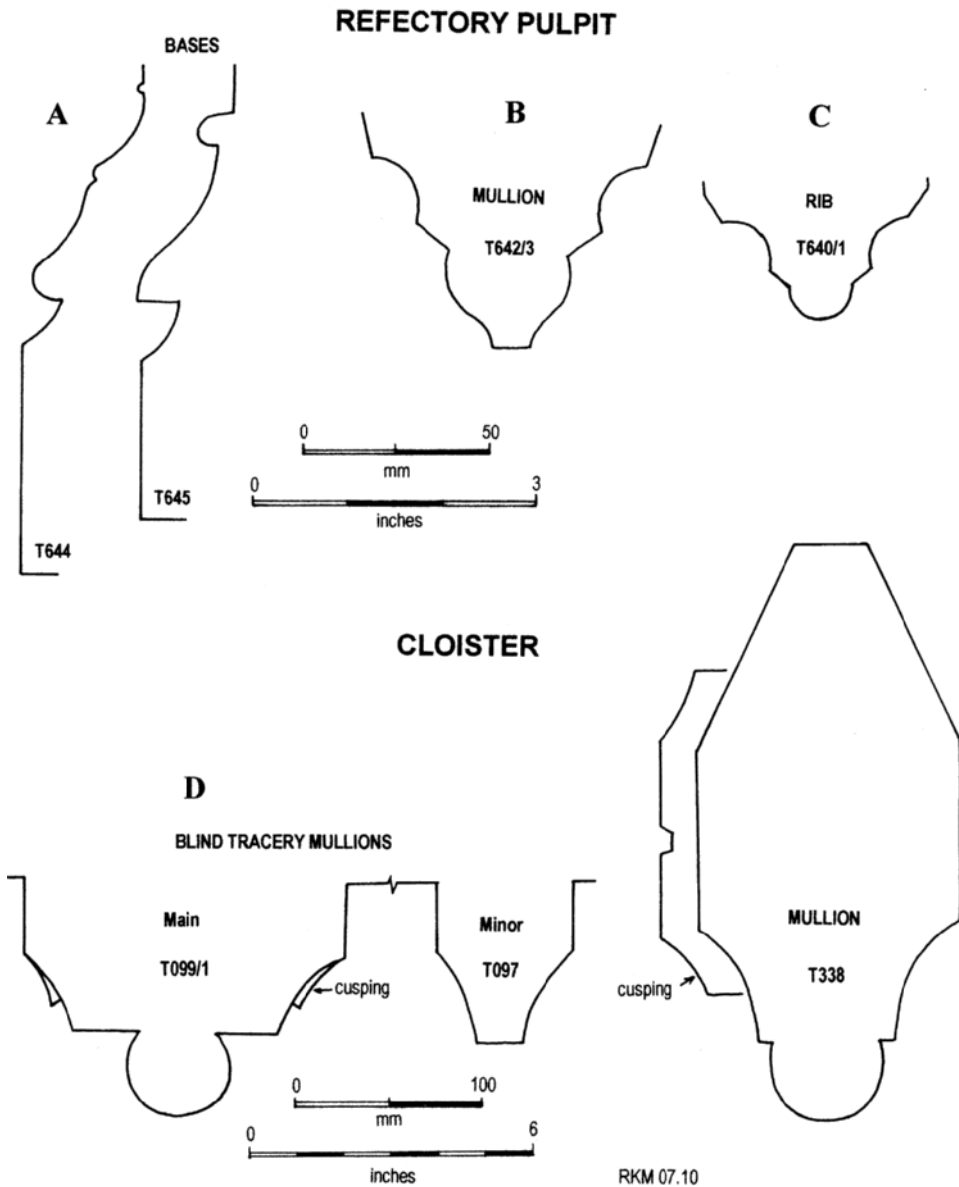 REFECTORY PULPIT
BASES
A
B
C
MULLION
T642/3
RIB
T640/1
0 50
mm
0 3
inches
T645
T644
CLOISTER
D
BLIND TRACERY MULLIONS
Main
T099/1
cusping
Minor
T097
cusping
MULLION
T338
0 100
mm
0 6
inches
RKM 07.10